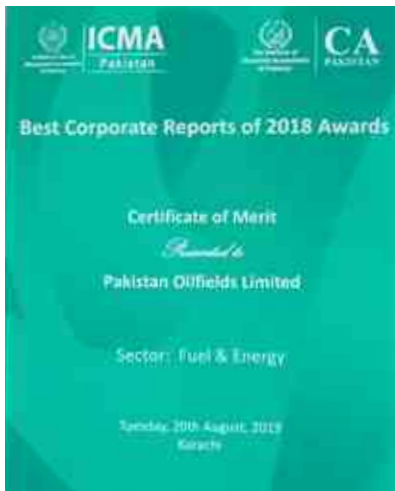 ICMA
Pakistan
CA
PAKISTAN
Best Corporate Reports of 2018 Awards
Certificate of Merit
Presented to
Pakistan Oilfields Limited
Sector: Fuel & Energy
Tuesday, 20th August, 2019
Karachi